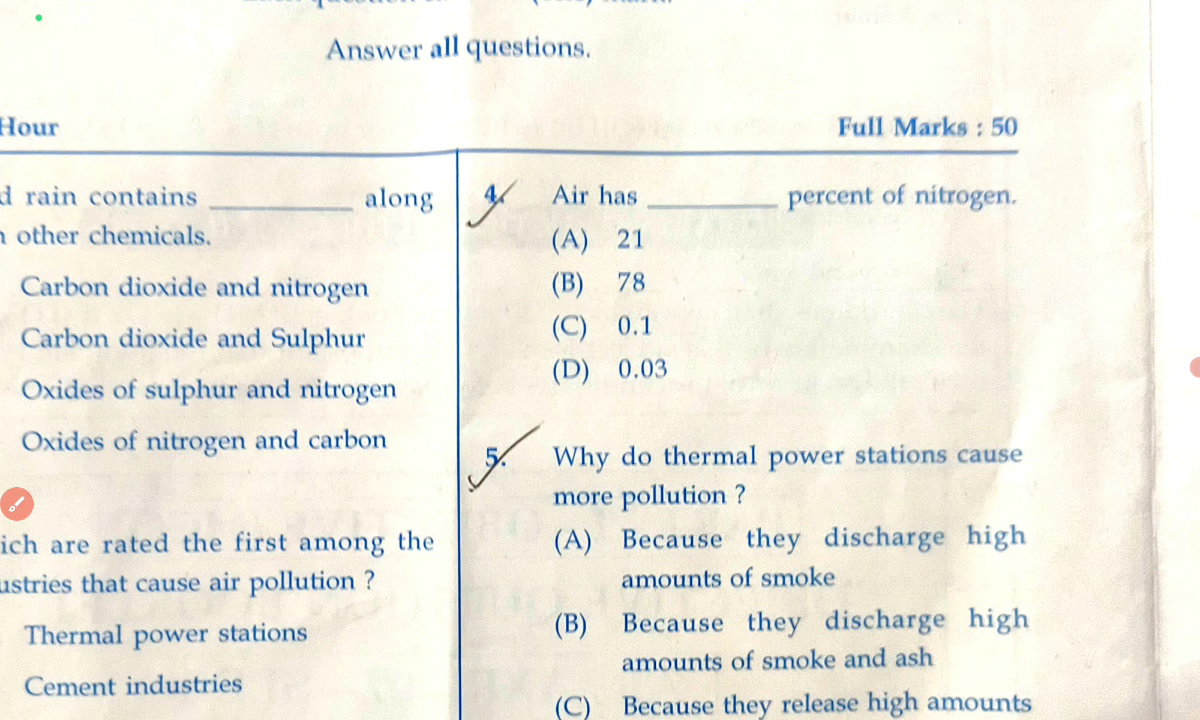 Answer all questions.
Hour
Full Marks : 50
d rain contains __________ along
other chemicals.
Carbon dioxide and nitrogen
Carbon dioxide and Sulphur
Oxides of sulphur and nitrogen
Oxides of nitrogen and carbon
ich are rated the first among the
ustries that cause air pollution ?
Thermal power stations
Cement industries
4. Air has __________ percent of nitrogen.
(A) 21
(B) 78
(C) 0.1
(D) 0.03
5. Why do thermal power stations cause
more pollution ?
(A) Because they discharge high
amounts of smoke
(B) Because they discharge high
amounts of smoke and ash
(C) Because they release high amounts